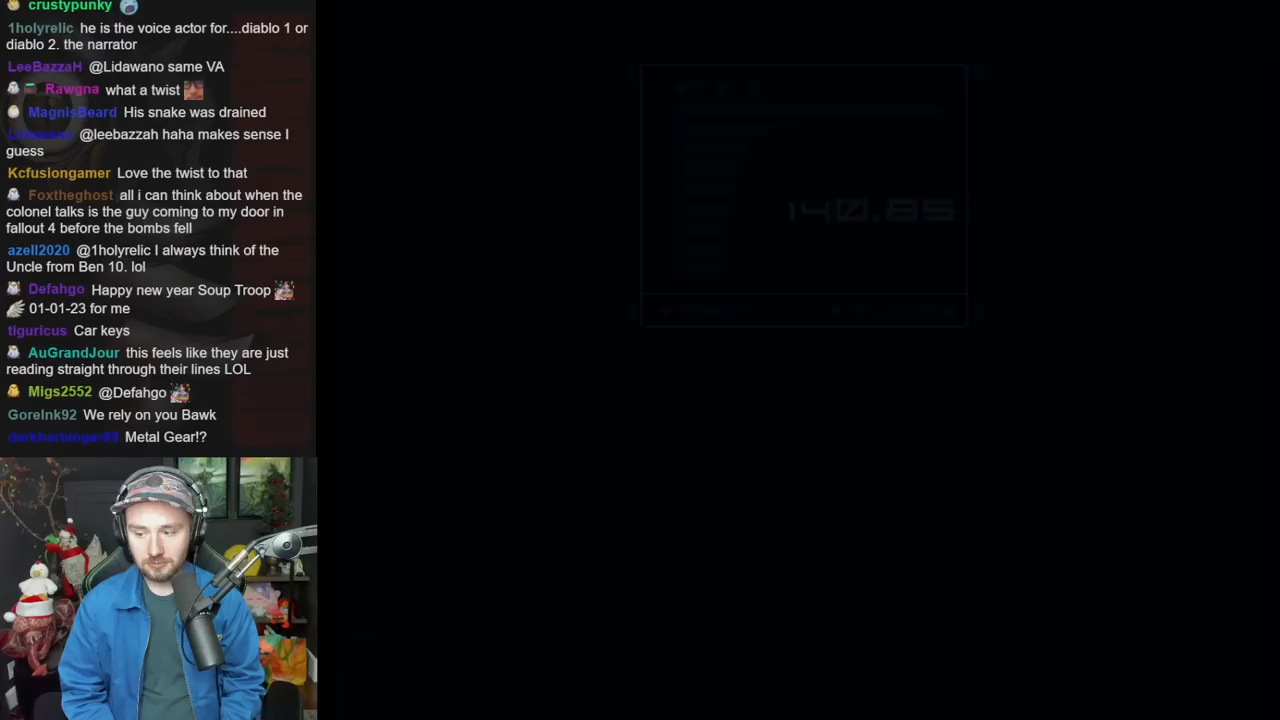 crustypunky
1holyrelic he is the voice actor for....diablo 1 or
diablo 2. the narrator
LeeBazzaH @Lidawano same VA
Rawgna what a twist
MagnisBeard His snake was drained
Lidawano @leebazzah haha makes sense I
guess
Kcfusiongamer Love the twist to that
Foxtheghost all i can think about when the
colonel talks is the guy coming to my door in
fallout 4 before the bombs fell
azell2020 @1holyrelic I always think of the
Uncle from Ben 10. lol
Defahgo Happy new year Soup Troop
01-01-23 for me
tiguricus Car keys
AuGrandJour this feels like they are just
reading straight through their lines LOL
Migs2552 @Defahgo
GoreInk92 We rely on you Bawk
darkharbinger89 Metal Gear!?
140.85